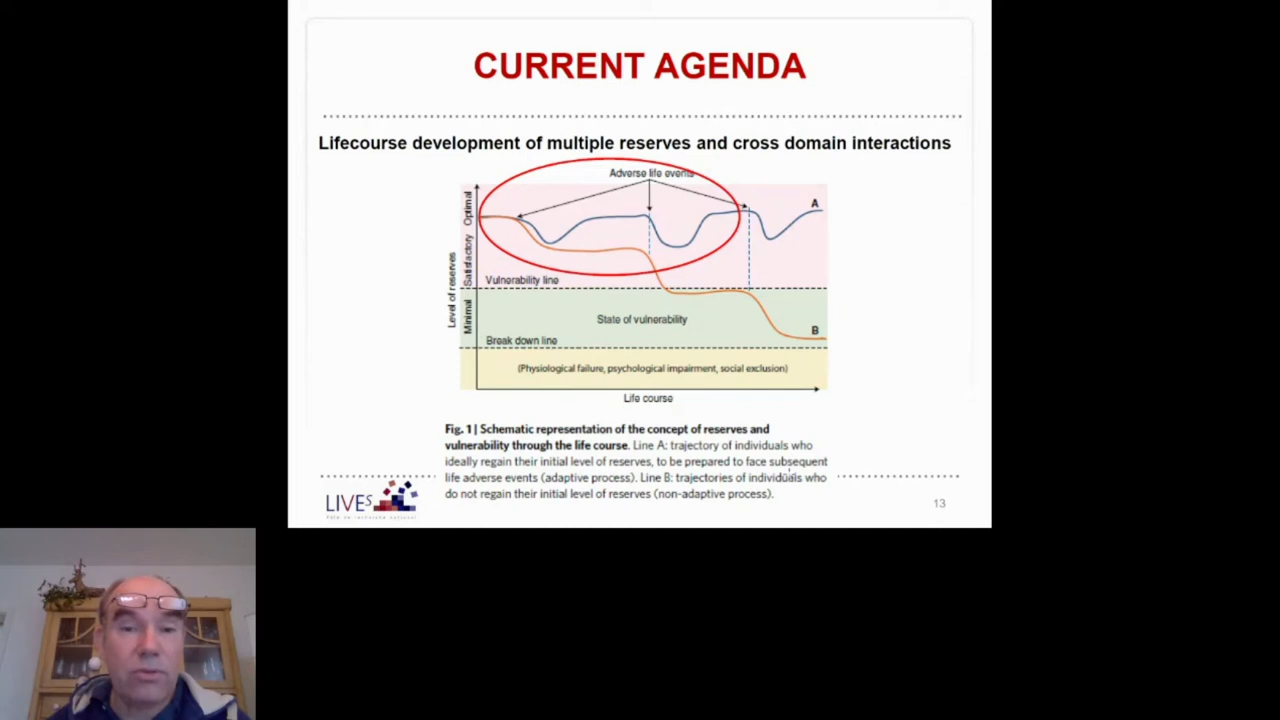 CURRENT AGENDA
Lifecourse development of multiple reserves and cross domain interactions
Adverse life events
A
Optimal
Satisfactory
Level of reserves
Vulnerability line
Minimal
State of vulnerability
B
Break down line
(Physiological failure, psychological impairment, social exclusion)
Life course
Fig. 1 | Schematic representation of the concept of reserves and
vulnerability through the life course. Line A: trajectory of individuals who
ideally regain their initial level of reserves, to be prepared to face subsequent
life adverse events (adaptive process). Line B: trajectories of individuals who
do not regain their initial level of reserves (non-adaptive process).
LIVES
13